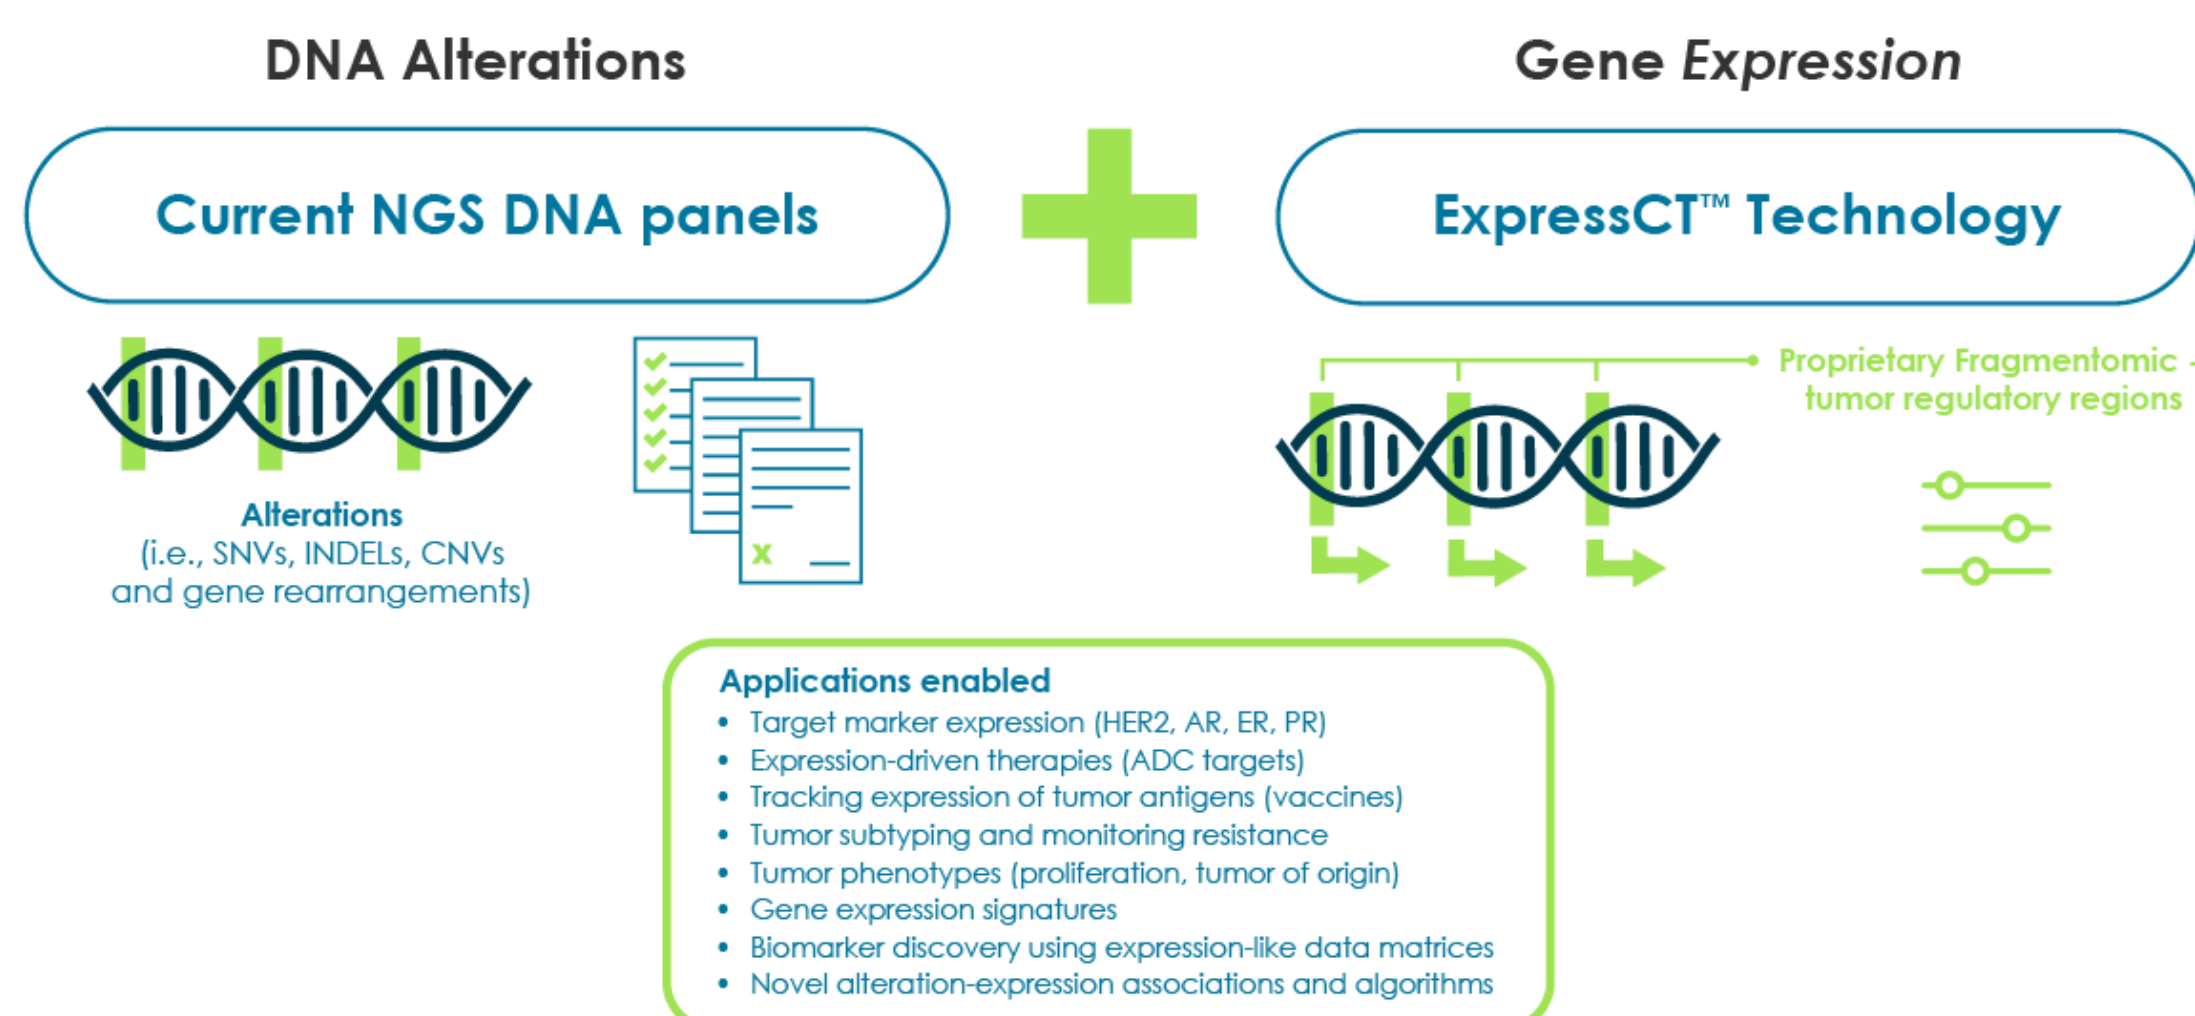 DNA Alterations
Gene Expression
Current NGS DNA panels
ExpressCT™ Technology
Proprietary Fragmentomic -
tumor regulatory regions
Alterations
(i.e., SNVs, INDELs, CNVs
and gene rearrangements)
x
Applications enabled
• Target marker expression (HER2, AR, ER, PR)
• Expression-driven therapies (ADC targets)
• Tracking expression of tumor antigens (vaccines)
• Tumor subtyping and monitoring resistance
• Tumor phenotypes (proliferation, tumor of origin)
• Gene expression signatures
• Biomarker discovery using expression-like data matrices
• Novel alteration-expression associations and algorithms